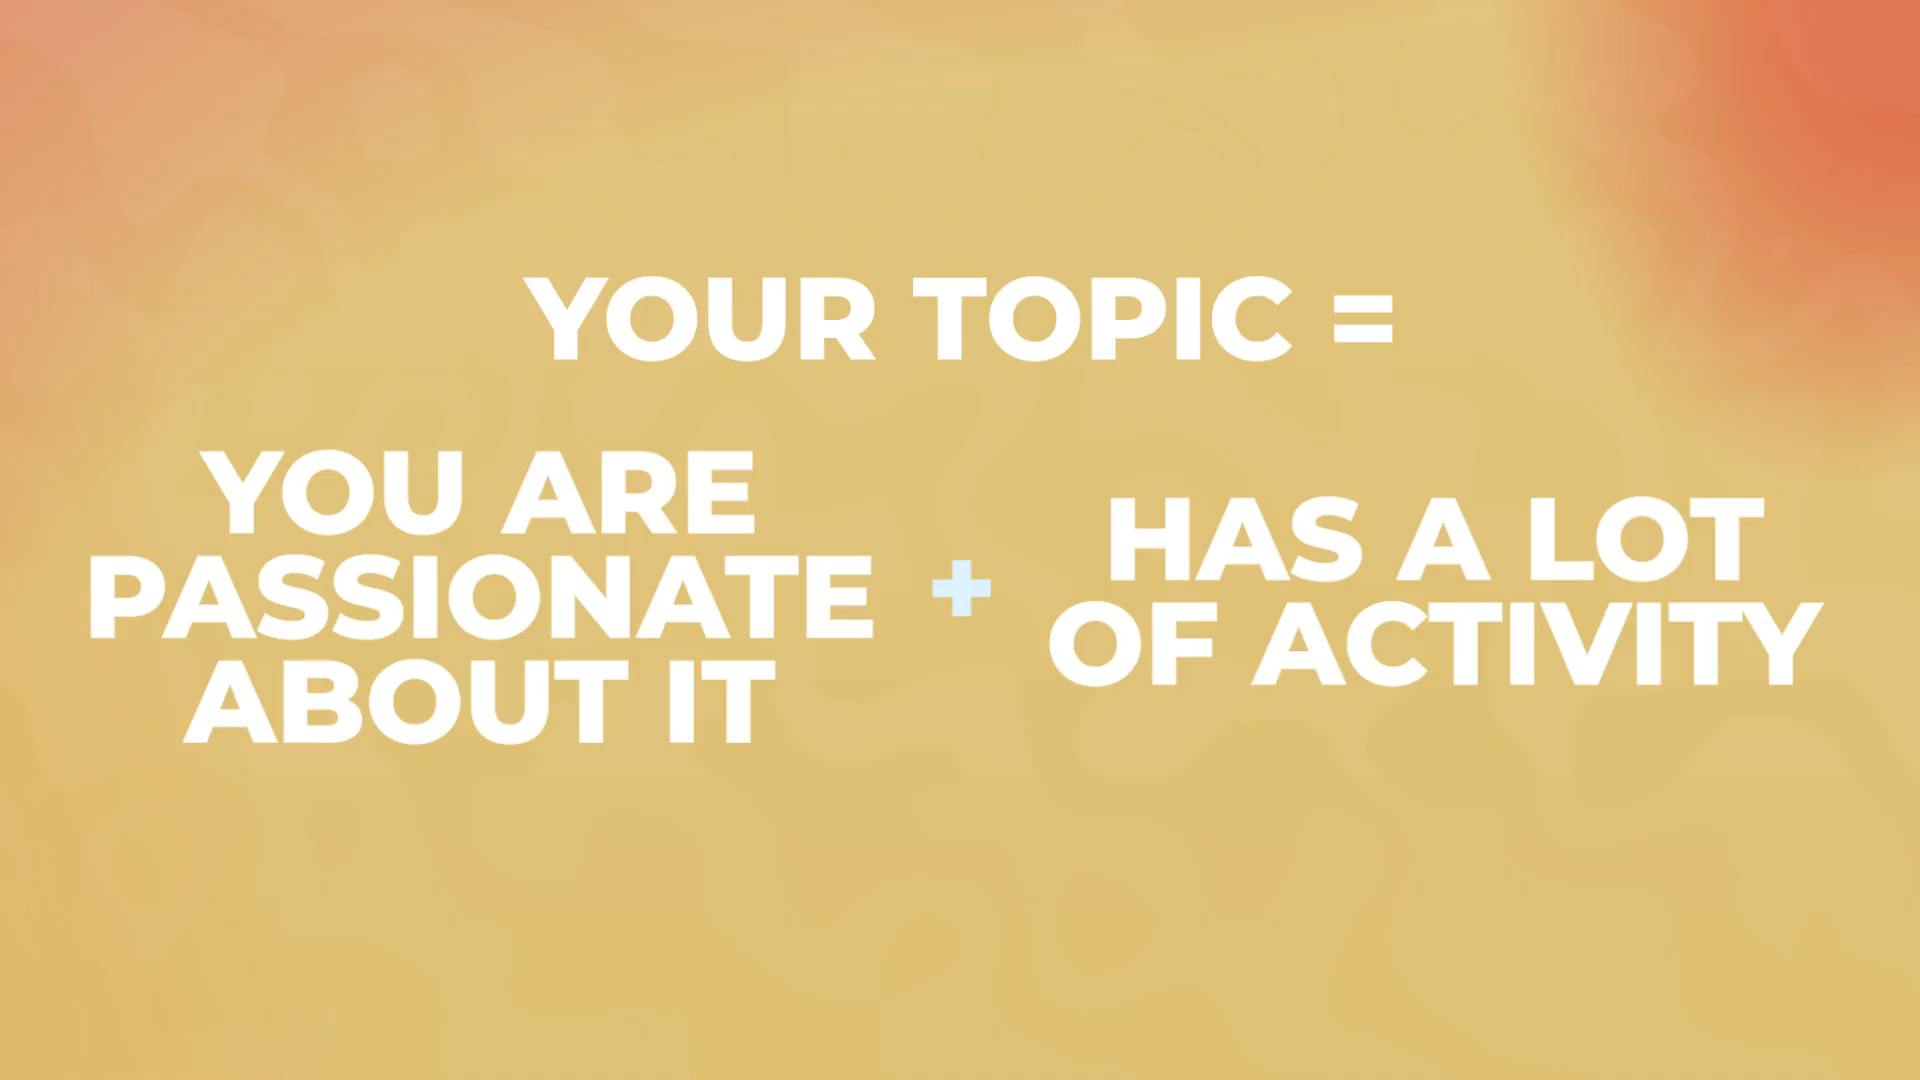 YOUR TOPIC =
YOU ARE
PASSIONATE
ABOUT IT
+
HAS A LOT
OF ACTIVITY